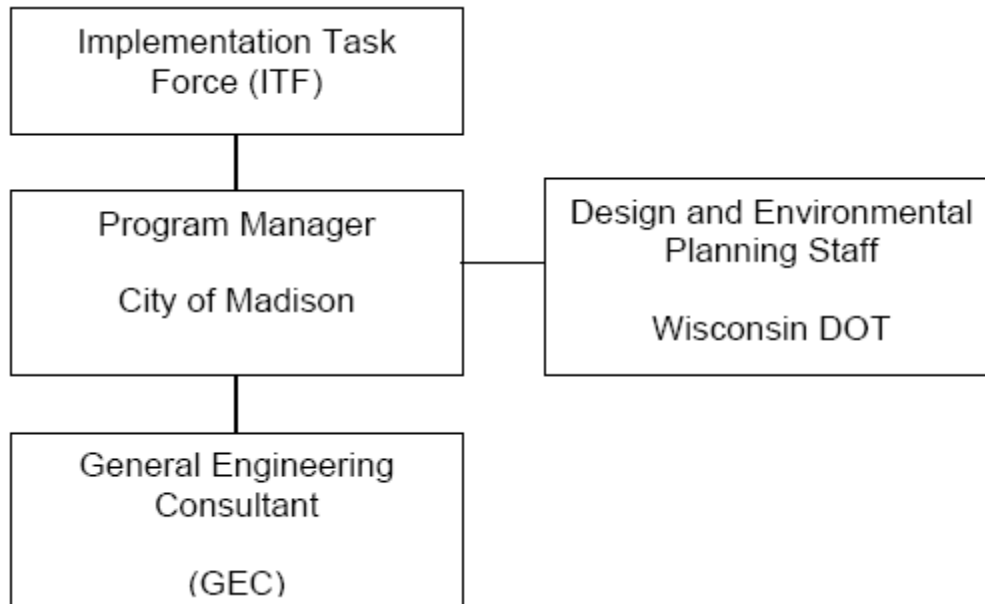 Implementation Task
Force (ITF)
Program Manager
City of Madison
Design and Environmental
Planning Staff
Wisconsin DOT
General Engineering
Consultant
(GEC)